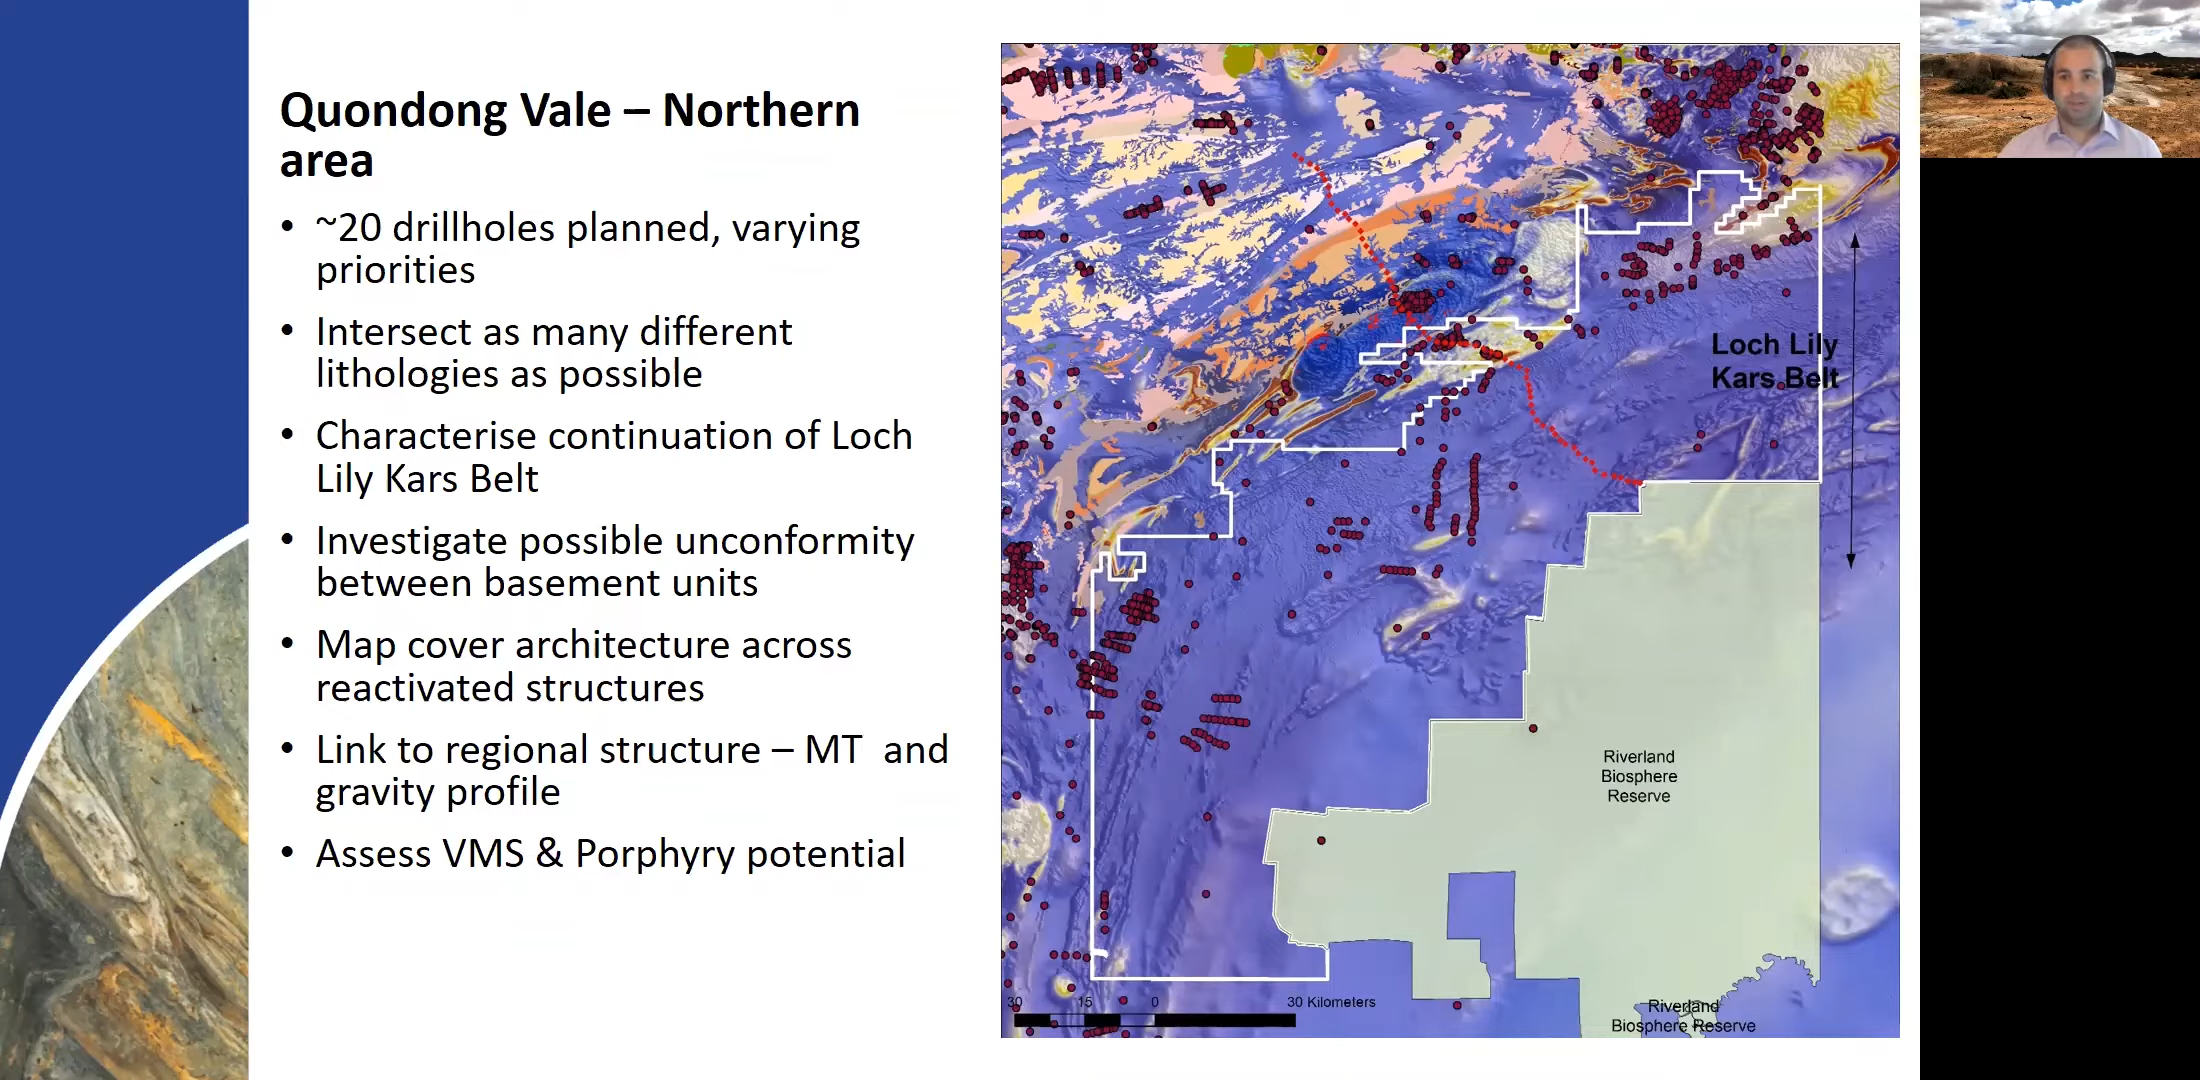 Quondong Vale – Northern
area
• ~20 drillholes planned, varying
priorities
• Intersect as many different
lithologies as possible
• Characterise continuation of Loch
Lily Kars Belt
• Investigate possible unconformity
between basement units
• Map cover architecture across
reactivated structures
• Link to regional structure – MT and
gravity profile
• Assess VMS & Porphyry potential
Loch Lily
Kars Belt
Riverland
Biosphere
Reserve
30 15 0 30 Kilometers
Riverland
Biosphere Reserve